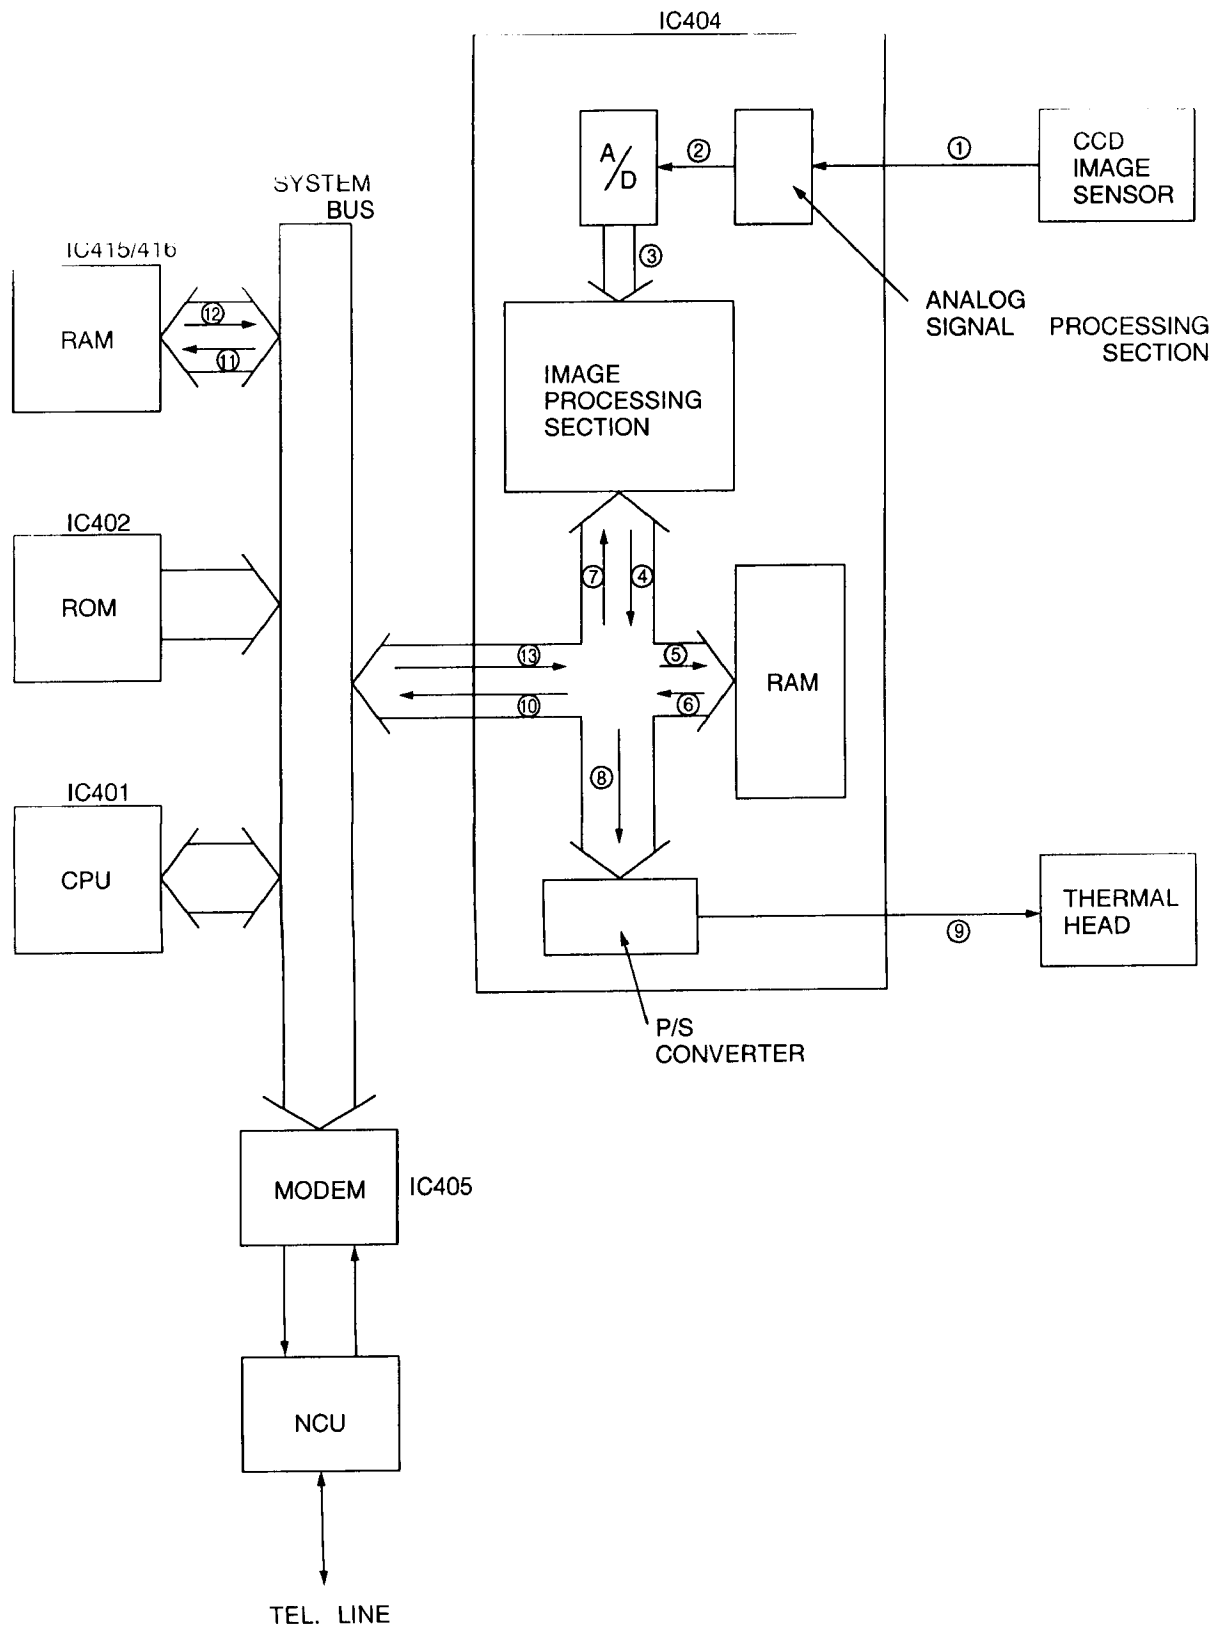 IC404
CCD
IMAGE
SENSOR
①
②
A/D
③
SYSTEM
BUS
IC415/416
RAM
⑫
⑪
ANALOG
SIGNAL PROCESSING
SECTION
IMAGE
PROCESSING
SECTION
IC402
ROM
⑦
④
⑬
⑤
⑩
⑥
RAM
⑧
IC401
CPU
THERMAL
HEAD
⑨
P/S
CONVERTER
MODEM
IC405
NCU
TEL. LINE